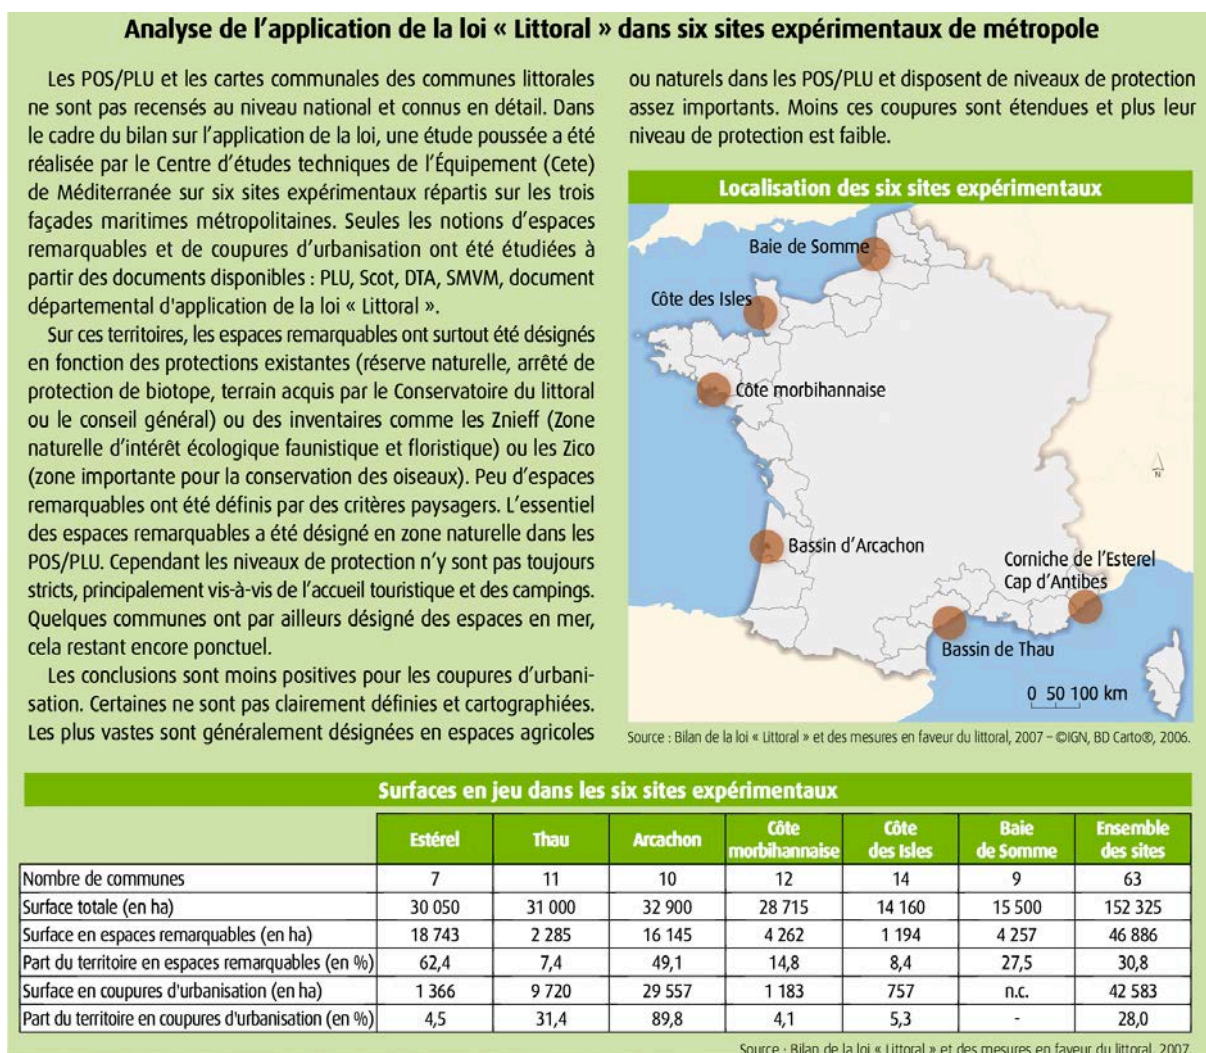 Analyse de l’application de la loi « Littoral » dans six sites expérimentaux de métropole
Les POS/PLU et les cartes communales des communes littorales
ne sont pas recensés au niveau national et connus en détail. Dans
le cadre du bilan sur l’application de la loi, une étude poussée a été
réalisée par le Centre d’études techniques de l’Équipement (Cete)
de Méditerranée sur six sites expérimentaux répartis sur les trois
façades maritimes métropolitaines. Seules les notions d’espaces
remarquables et de coupures d’urbanisation ont été étudiées à
partir des documents disponibles : PLU, Scot, DTA, SMVM, document
départemental d'application de la loi « Littoral ».
Sur ces territoires, les espaces remarquables ont surtout été désignés
en fonction des protections existantes (réserve naturelle, arrêté de
protection de biotope, terrain acquis par le Conservatoire du littoral
ou le conseil général) ou des inventaires comme les Znieff (Zone
naturelle d’intérêt écologique faunistique et floristique) ou les Zico
(zone importante pour la conservation des oiseaux). Peu d’espaces
remarquables ont été définis par des critères paysagers. L’essentiel
des espaces remarquables a été désigné en zone naturelle dans les
POS/PLU. Cependant les niveaux de protection n’y sont pas toujours
stricts, principalement vis-à-vis de l’accueil touristique et des campings.
Quelques communes ont par ailleurs désigné des espaces en mer,
cela restant encore ponctuel.
Les conclusions sont moins positives pour les coupures d’urbani-
sation. Certaines ne sont pas clairement définies et cartographiées.
Les plus vastes sont généralement désignées en espaces agricoles
ou naturels dans les POS/PLU et disposent de niveaux de protection
assez importants. Moins ces coupures sont étendues et plus leur
niveau de protection est faible.
Localisation des six sites expérimentaux
Baie de Somme
Côte des Isles
Côte morbihannaise
Bassin d’Arcachon
Corniche de l’Esterel
Cap d’Antibes
Bassin de Thau
N
0 50 100 km
Source : Bilan de la loi « Littoral » et des mesures en faveur du littoral, 2007 – ©IGN, BD Carto®, 2006.
Surfaces en jeu dans les six sites expérimentaux
Estérel Thau Arcachon Côte morbihannaise Côte des Isles Baie de Somme Ensemble des sites
Nombre de communes 7 11 10 12 14 9 63
Surface totale (en ha) 30 050 31 000 32 900 28 715 14 160 15 500 152 325
Surface en espaces remarquables (en ha) 18 743 2 285 16 145 4 262 1 194 4 257 46 886
Part du territoire en espaces remarquables (en %) 62,4 7,4 49,1 14,8 8,4 27,5 30,8
Surface en coupures d'urbanisation (en ha) 1 366 9 720 29 557 1 183 757 n.c. 42 583
Part du territoire en coupures d'urbanisation (en %) 4,5 31,4 89,8 4,1 5,3 - 28,0
Source : Bilan de la loi « Littoral » et des mesures en faveur du littoral, 2007.